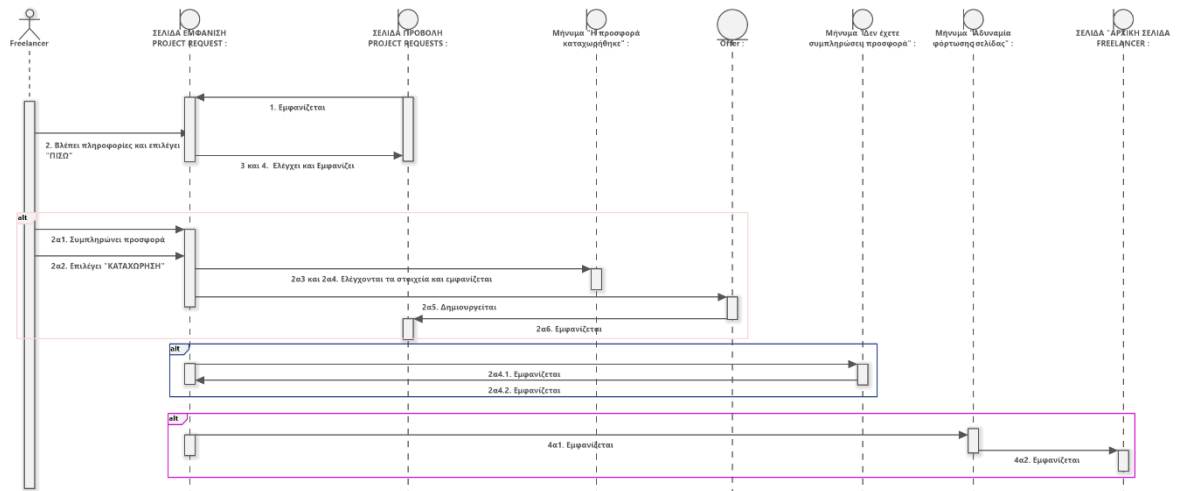 Freelancer
ΣΕΛΙΔΑ ΕΜΦΑΝΙΣΗ
PROJECT REQUEST :
ΣΕΛΙΔΑ ΠΡΟΒΟΛΗ
PROJECT REQUESTS :
Μήνυμα "Η προσφορά
καταχωρήθηκε" :
Offer :
Μήνυμα "Δεν έχετε
συμπληρώσει προσφορά" :
Μήνυμα "Αδυναμία
φόρτωσης σελίδας" :
ΣΕΛΙΔΑ "ΑΡΧΙΚΗ ΣΕΛΙΔΑ
FREELANCER :
1. Εμφανίζεται
2. Βλέπει πληροφορίες και επιλέγει
"ΠΙΣΩ"
3 και 4. Ελέγχει και Εμφανίζει
alt
2α1. Συμπληρώνει προσφορά
2α2. Επιλέγει "ΚΑΤΑΧΩΡΗΣΗ"
2α3 και 2α4. Ελέγχονται τα στοιχεία και εμφανίζεται
2α5. Δημιουργείται
2α6. Εμφανίζεται
alt
2α4.1. Εμφανίζεται
2α4.2. Εμφανίζεται
alt
4α1. Εμφανίζεται
4α2. Εμφανίζεται